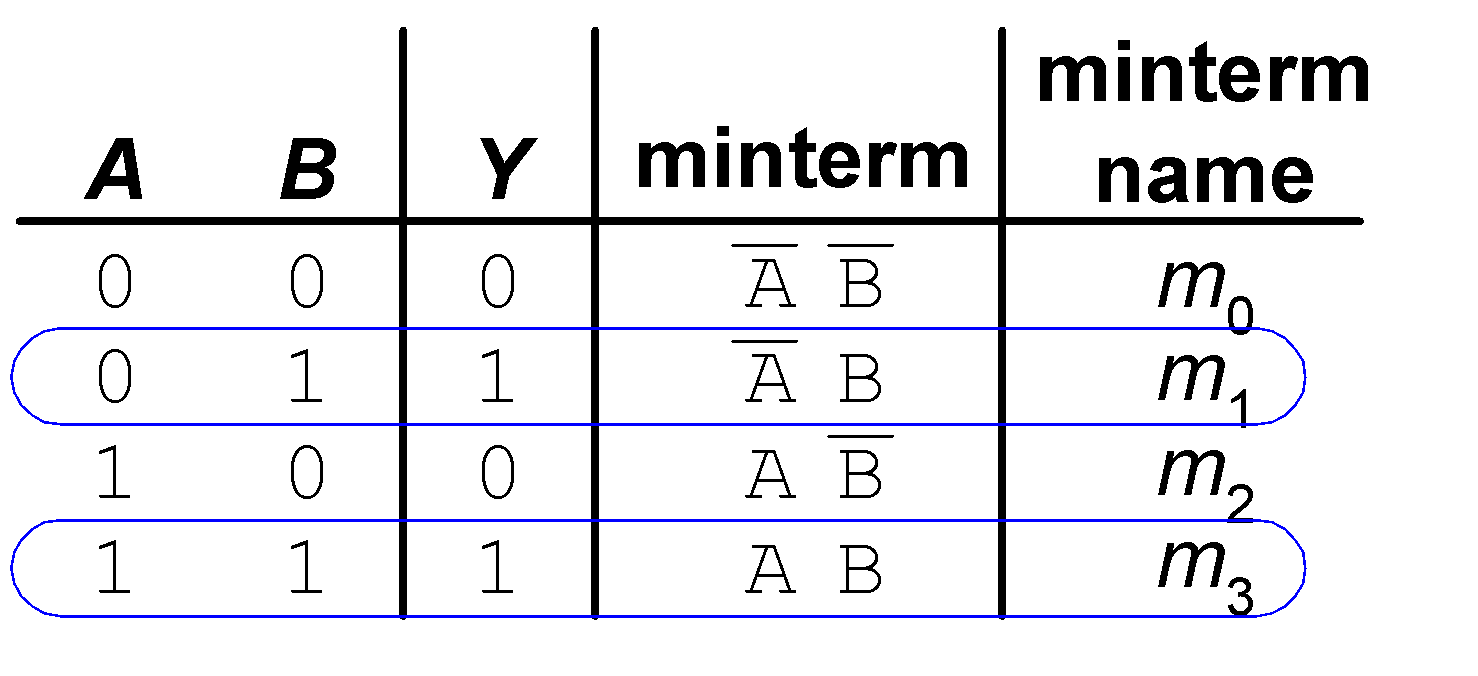 A B Y minterm minterm name
0 0 0 A̅ B̅ m₀
0 1 1 A̅ B m₁
1 0 0 A B̅ m₂
1 1 1 A B m₃